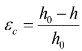 ε_c = (h_0 - h) / h_0